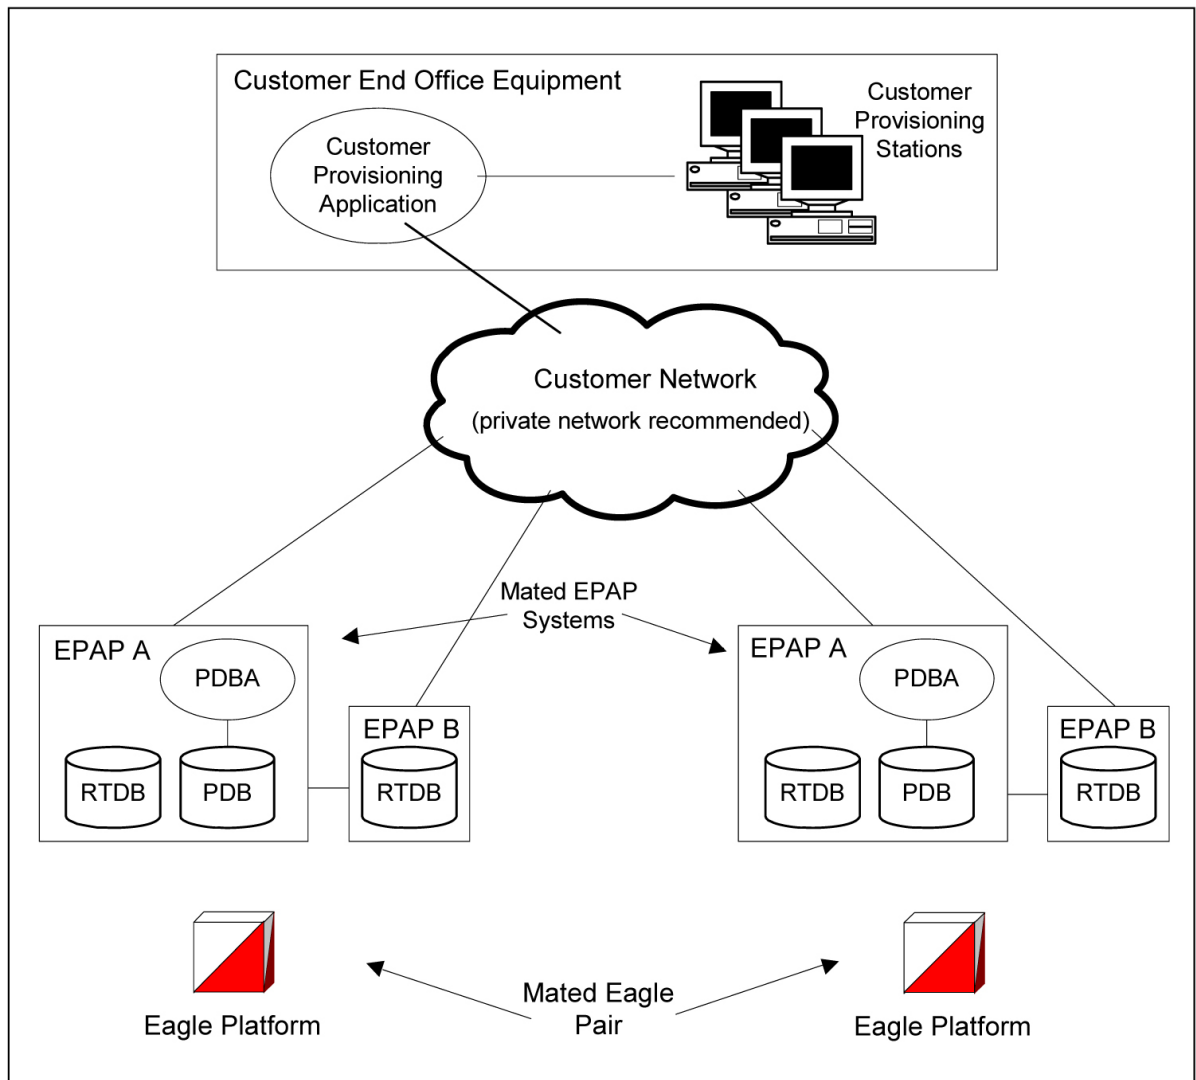 Customer End Office Equipment
Customer
Provisioning
Application
Customer
Provisioning
Stations
Customer Network
(private network recommended)
Mated EPAP
Systems
EPAP A
PDBA
RTDB
PDB
EPAP B
RTDB
EPAP A
PDBA
RTDB
PDB
EPAP B
RTDB
Mated Eagle
Pair
Eagle Platform
Eagle Platform